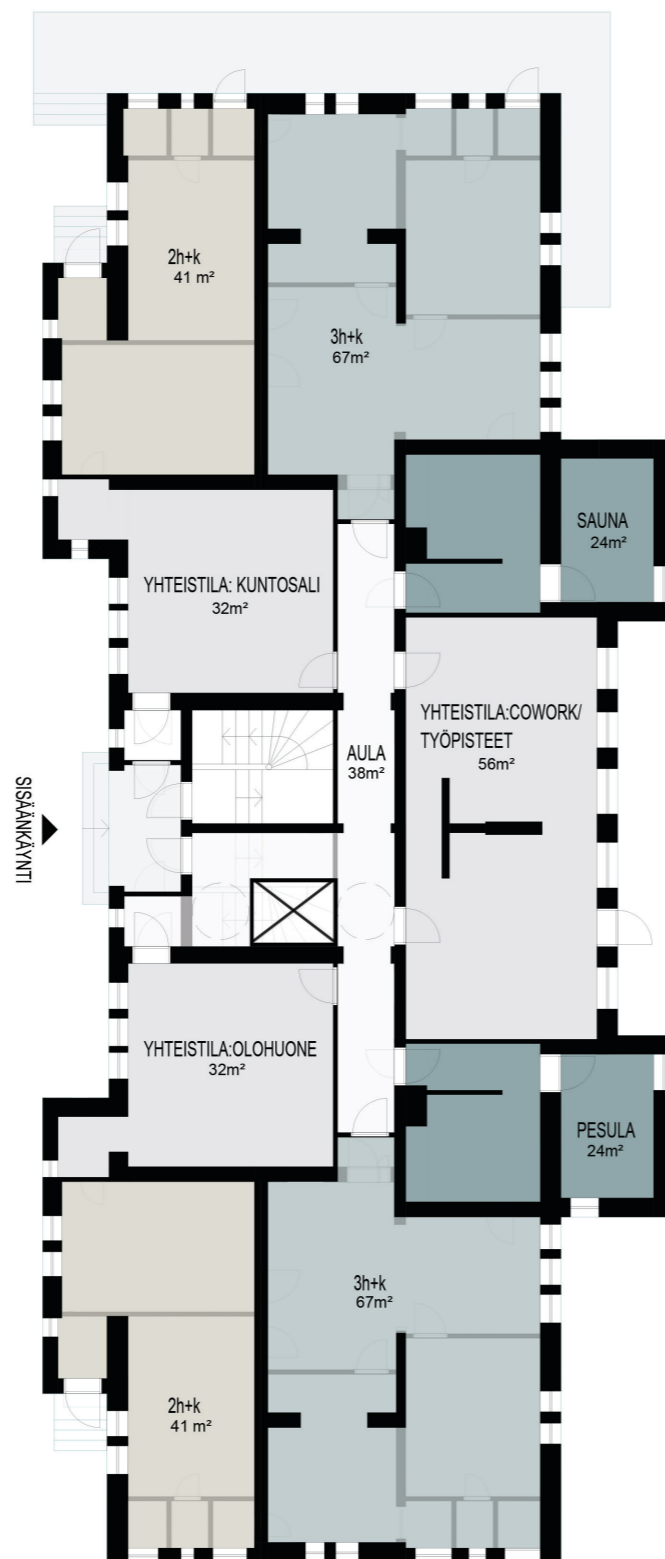 2h+k
41 m²
3h+k
67m²
SAUNA
24m²
YHTEISTILA: KUNTOSALI
32m²
YHTEISTILA:COWORK/
TYÖPISTEET
56m²
AULA
38m²
SISÄÄNKÄYNTI
YHTEISTILA:OLOHUONE
32m²
PESULA
24m²
3h+k
67m²
2h+k
41 m²